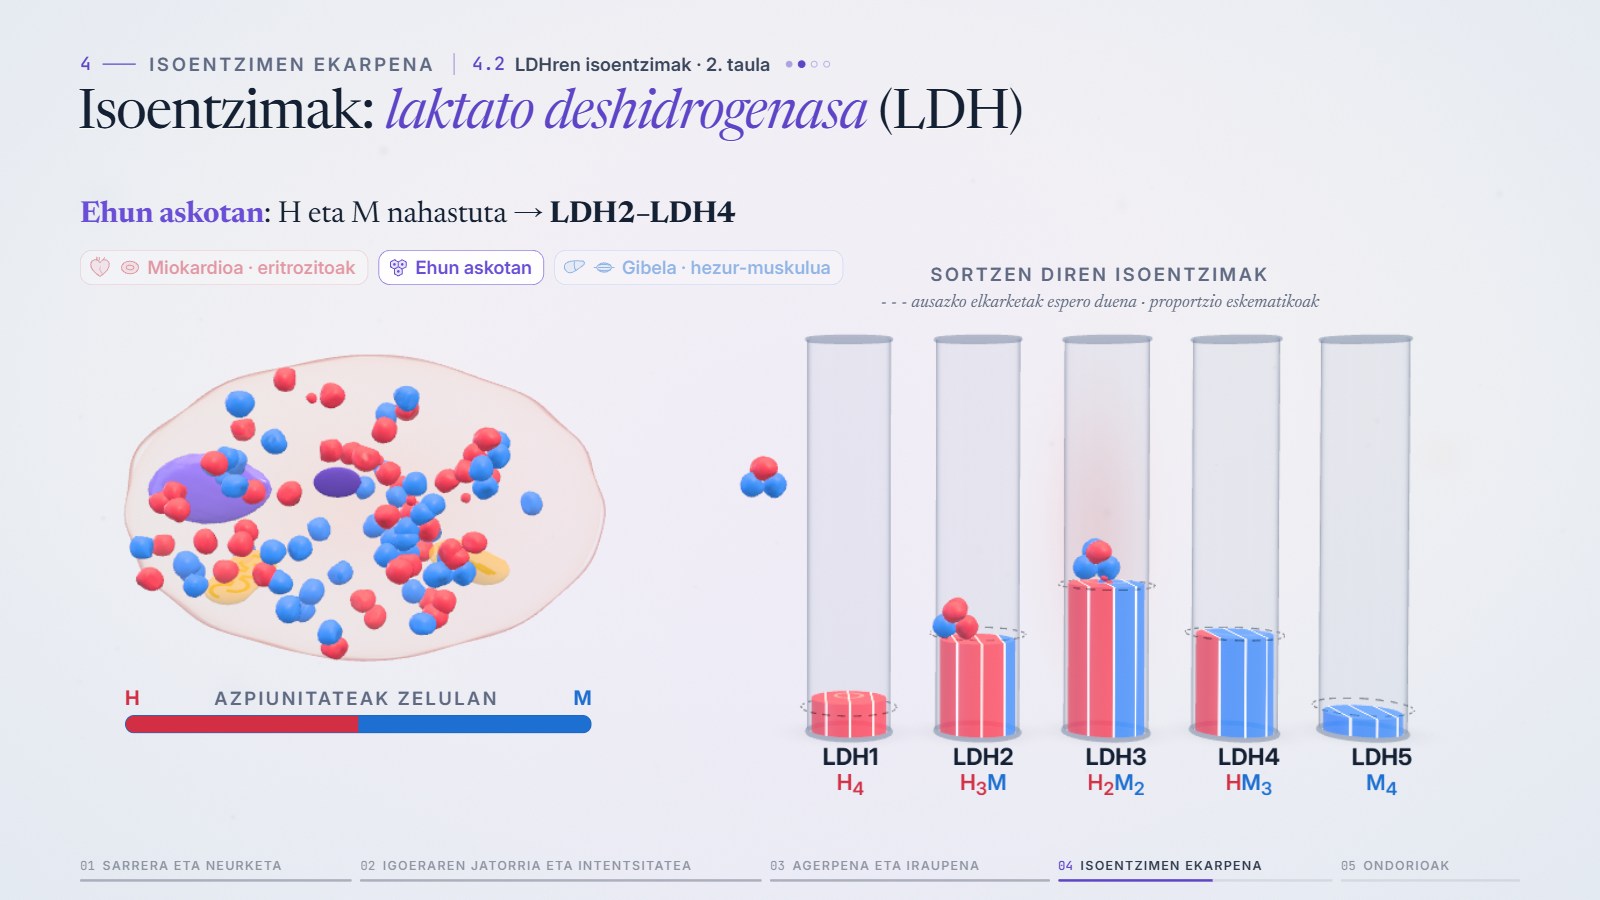 4 — ISOENTZIMEN EKARPENA | 4.2 LDHren isoentzimak · 2. taula
Isoentzimak: laktato deshidrogenasa (LDH)
Ehun askotan: H eta M nahastuta → LDH2–LDH4
Miokardioa · eritrozitoak Ehun askotan Gibela · hezur-muskulua
SORTZEN DIREN ISOENTZIMAK
--- ausazko elkarketak espero duena · proportzio eskematikoak
H AZPIUNITATEAK ZELULAN M
LDH1 LDH2 LDH3 LDH4 LDH5
H4 H3M H2M2 HM3 M4
01 SARRERA ETA NEURKETA 02 IGOERAREN JATORRIA ETA INTENTSITATEA 03 AGERPENA ETA IRAUPENA 04 ISOENTZIMEN EKARPENA 05 ONDORIOAK